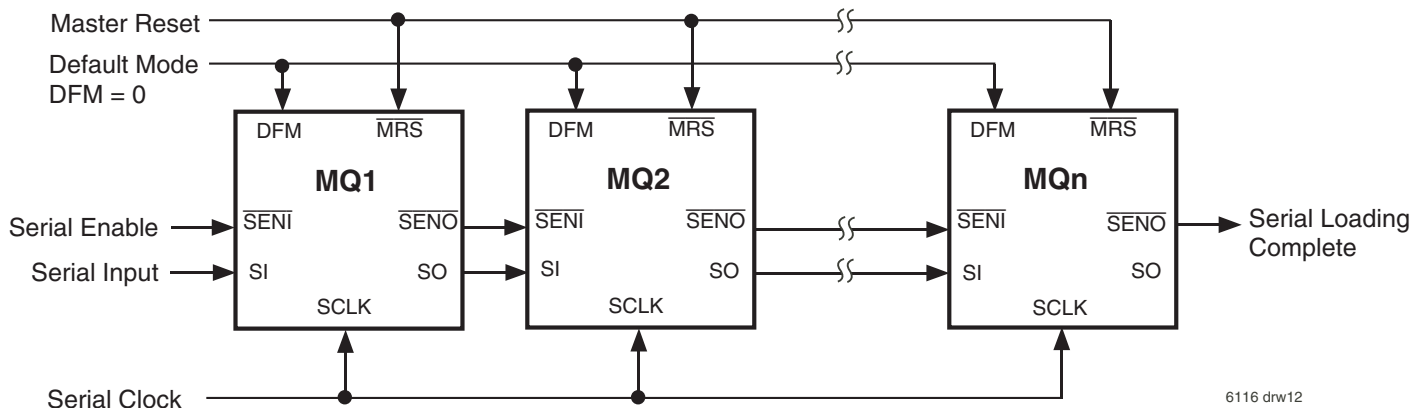 Master Reset
Default Mode
DFM = 0
DFM
MRS
DFM
MRS
DFM
MRS
MQ1
MQ2
MQn
Serial Enable
SENI
SENO
SENI
SENO
SENI
SENO
Serial Loading
Complete
Serial Input
SI
SO
SI
SO
SI
SO
SCLK
SCLK
SCLK
Serial Clock
6116 drw12